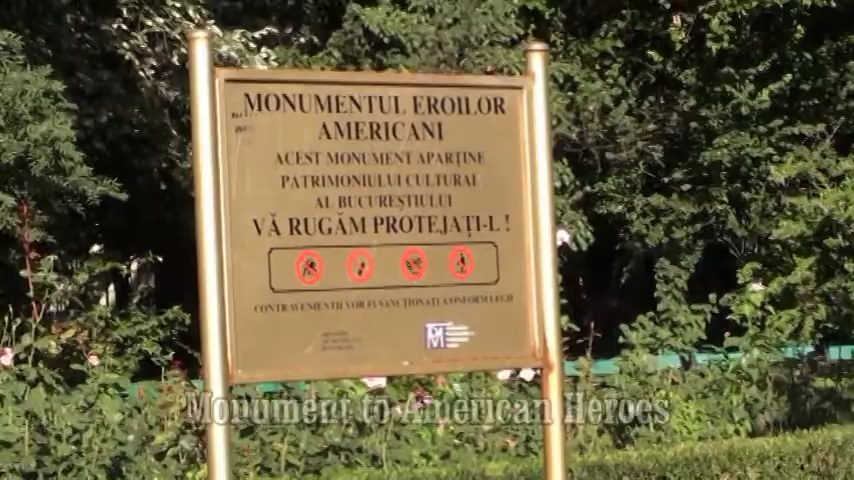 MONUMENTUL EROILOR
AMERICANI
ACEST MONUMENT APARȚINE
PATRIMONIULUI CULTURAL
AL BUCUREȘTIULUI
VĂ RUGĂM PROTEJAȚI-L !
CONTRAVENIENȚII VOR FI SANCȚIONAȚI CONFORM LEGII
Monument to American Heroes